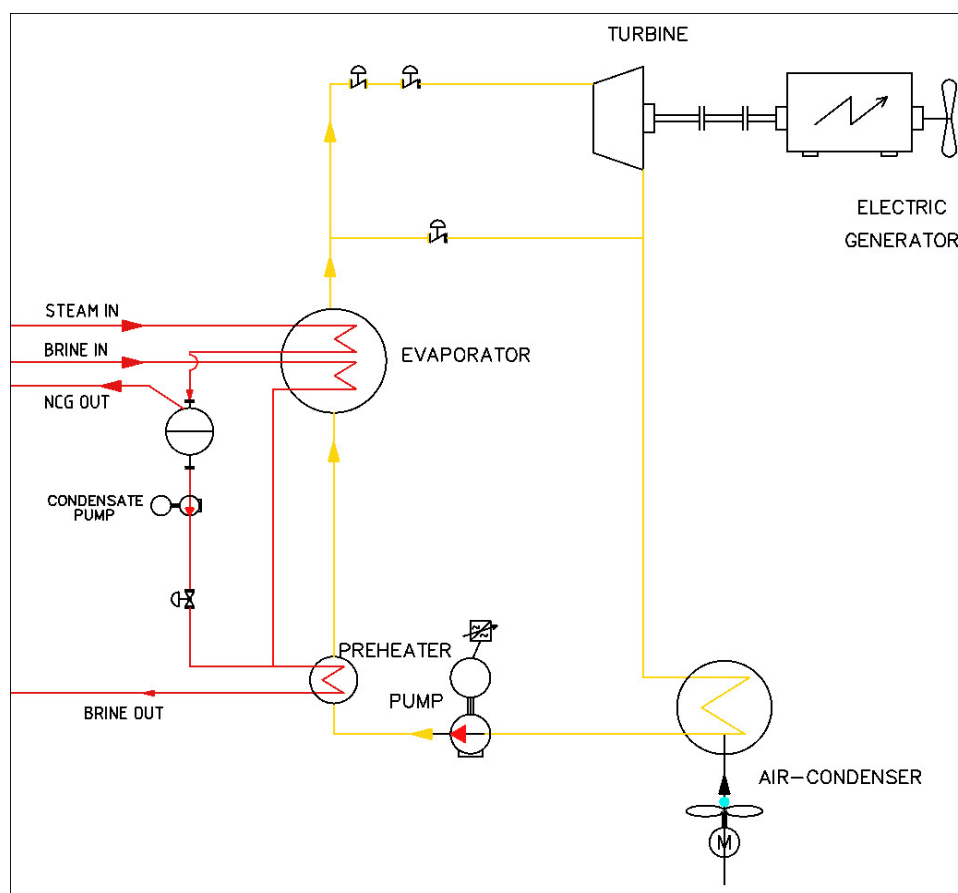 TURBINE
ELECTRIC
GENERATOR
STEAM IN
BRINE IN
EVAPORATOR
NCG OUT
CONDENSATE
PUMP
PREHEATER
PUMP
BRINE OUT
AIR-CONDENSER
M